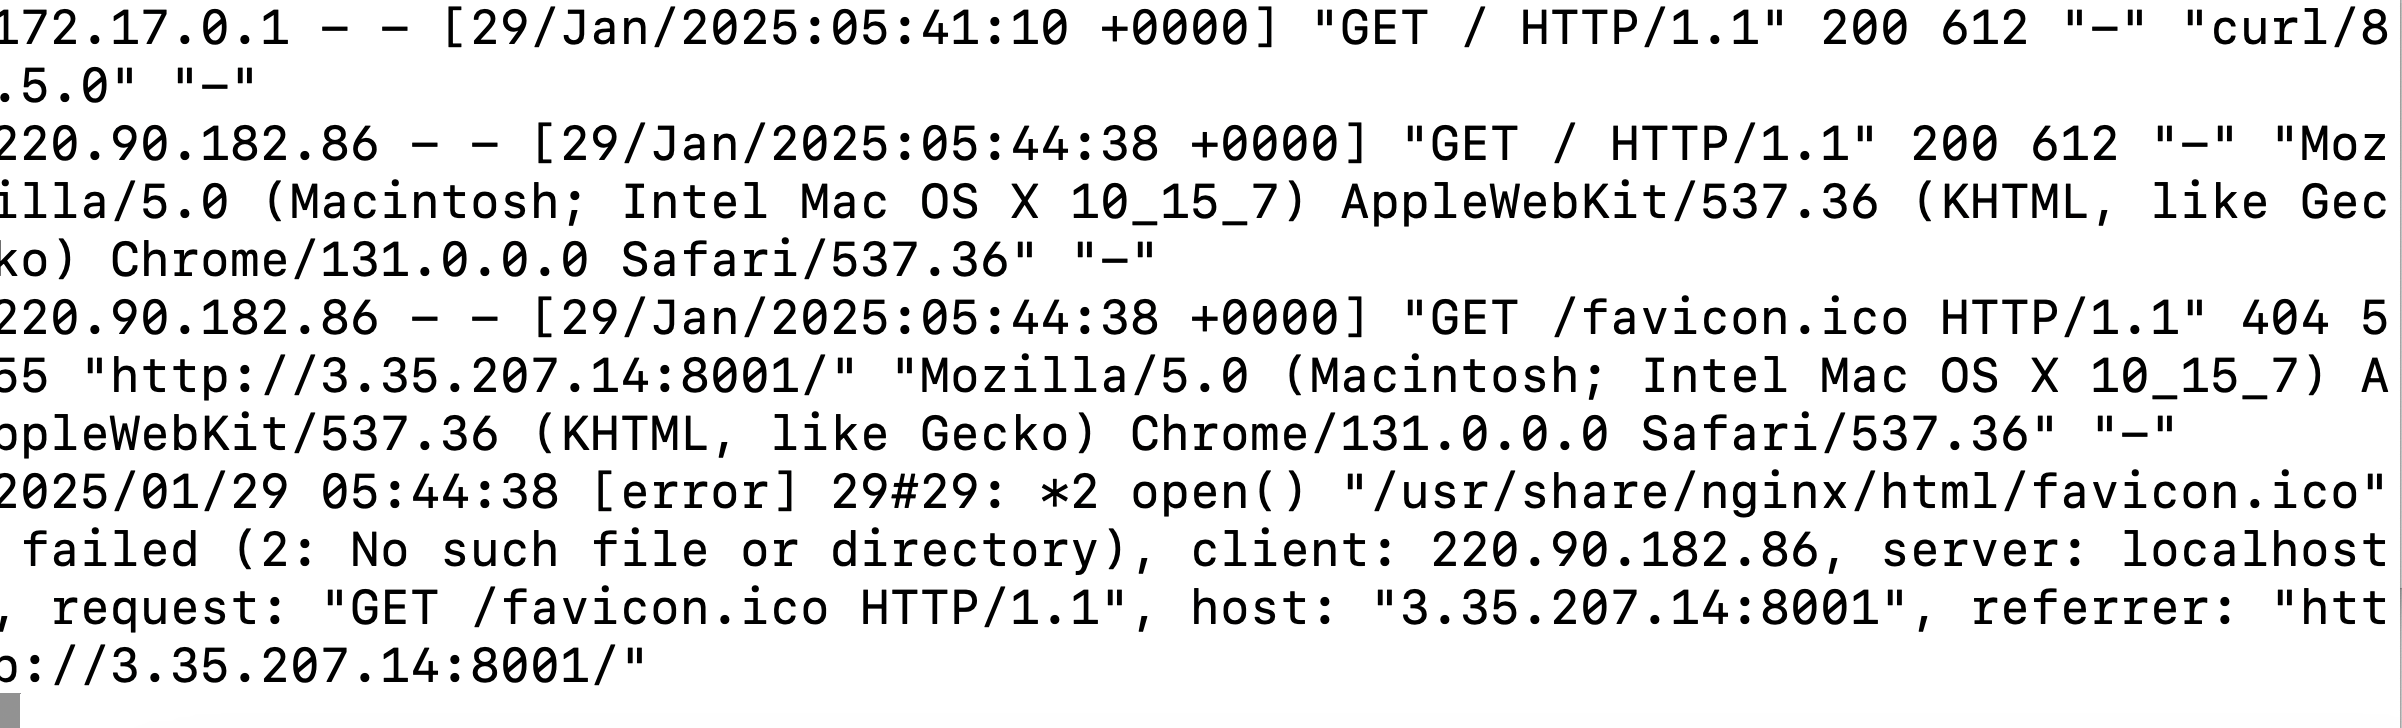 172.17.0.1 - - [29/Jan/2025:05:41:10 +0000] "GET / HTTP/1.1" 200 612 "-" "curl/8
.5.0" "-"
220.90.182.86 - - [29/Jan/2025:05:44:38 +0000] "GET / HTTP/1.1" 200 612 "-" "Moz
illa/5.0 (Macintosh; Intel Mac OS X 10_15_7) AppleWebKit/537.36 (KHTML, like Gec
ko) Chrome/131.0.0.0 Safari/537.36" "-"
220.90.182.86 - - [29/Jan/2025:05:44:38 +0000] "GET /favicon.ico HTTP/1.1" 404 5
55 "http://3.35.207.14:8001/" "Mozilla/5.0 (Macintosh; Intel Mac OS X 10_15_7) A
ppleWebKit/537.36 (KHTML, like Gecko) Chrome/131.0.0.0 Safari/537.36" "-"
2025/01/29 05:44:38 [error] 29#29: *2 open() "/usr/share/nginx/html/favicon.ico"
 failed (2: No such file or directory), client: 220.90.182.86, server: localhost
, request: "GET /favicon.ico HTTP/1.1", host: "3.35.207.14:8001", referrer: "htt
p://3.35.207.14:8001/"